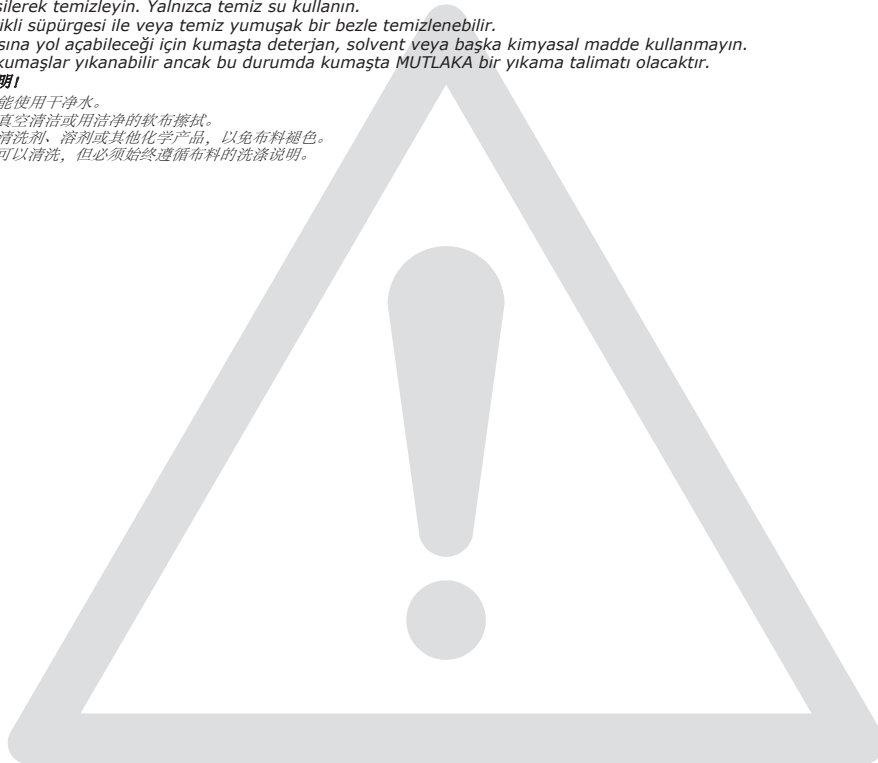 silerek temizleyin. Yalnızca temiz su kullanın.
ikli süpürgesi ile veya temiz yumuşak bir bezle temizlenebilir.
sına yol açabileceği için kumaşta deterjan, solvent veya başka kimyasal madde kullanmayın.
kumaşlar yıkanabilir ancak bu durumda kumaşta MUTLAKA bir yıkama talimatı olacaktır.
明!
能使用干净水。
真空清洁或用洁净的软布擦拭。
清洗剂、溶剂或其他化学产品，以免布料褪色。
可以清洗，但必须始终遵循布料的洗涤说明。